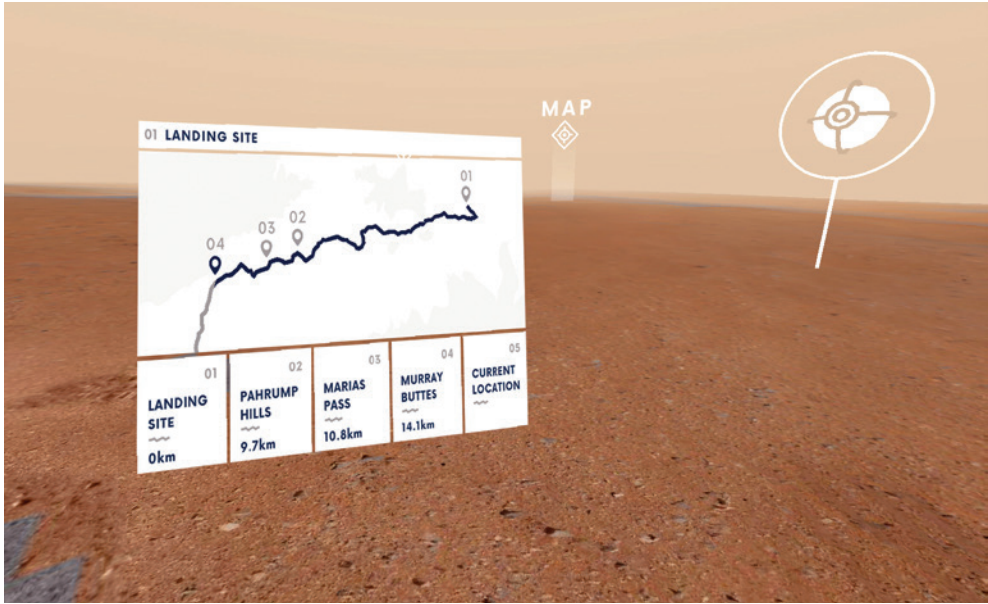 MAP
01 LANDING SITE
01
02
03
04
01
LANDING
SITE
0km
02
PAHRUMP
HILLS
9.7km
03
MARIAS
PASS
10.8km
04
MURRAY
BUTTES
14.1km
05
CURRENT
LOCATION